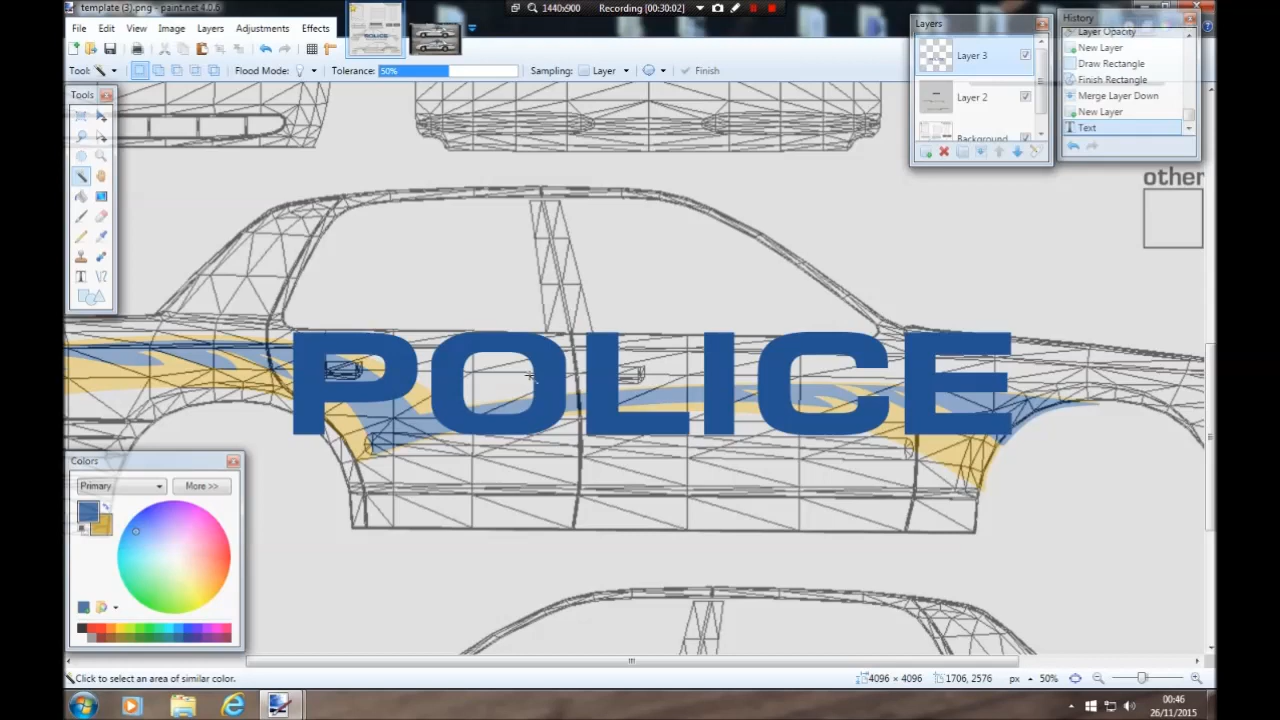 template (3).png - paint.net 4.0.6
1440x900 Recording [00:30:02]
File Edit View Image Layers Adjustments Effects
Tool: Flood Mode: Tolerance: 50% Sampling: Layer Finish
Tools
Layers
Layer 3
Layer 2
Background
History
Layer Opacity
New Layer
Draw Rectangle
Finish Rectangle
Merge Layer Down
New Layer
Text
other
POLICE
Colors
Primary
More >>
Click to select an area of similar color.
4096 × 4096
1706, 2576
px
50%
00:46
26/11/2015